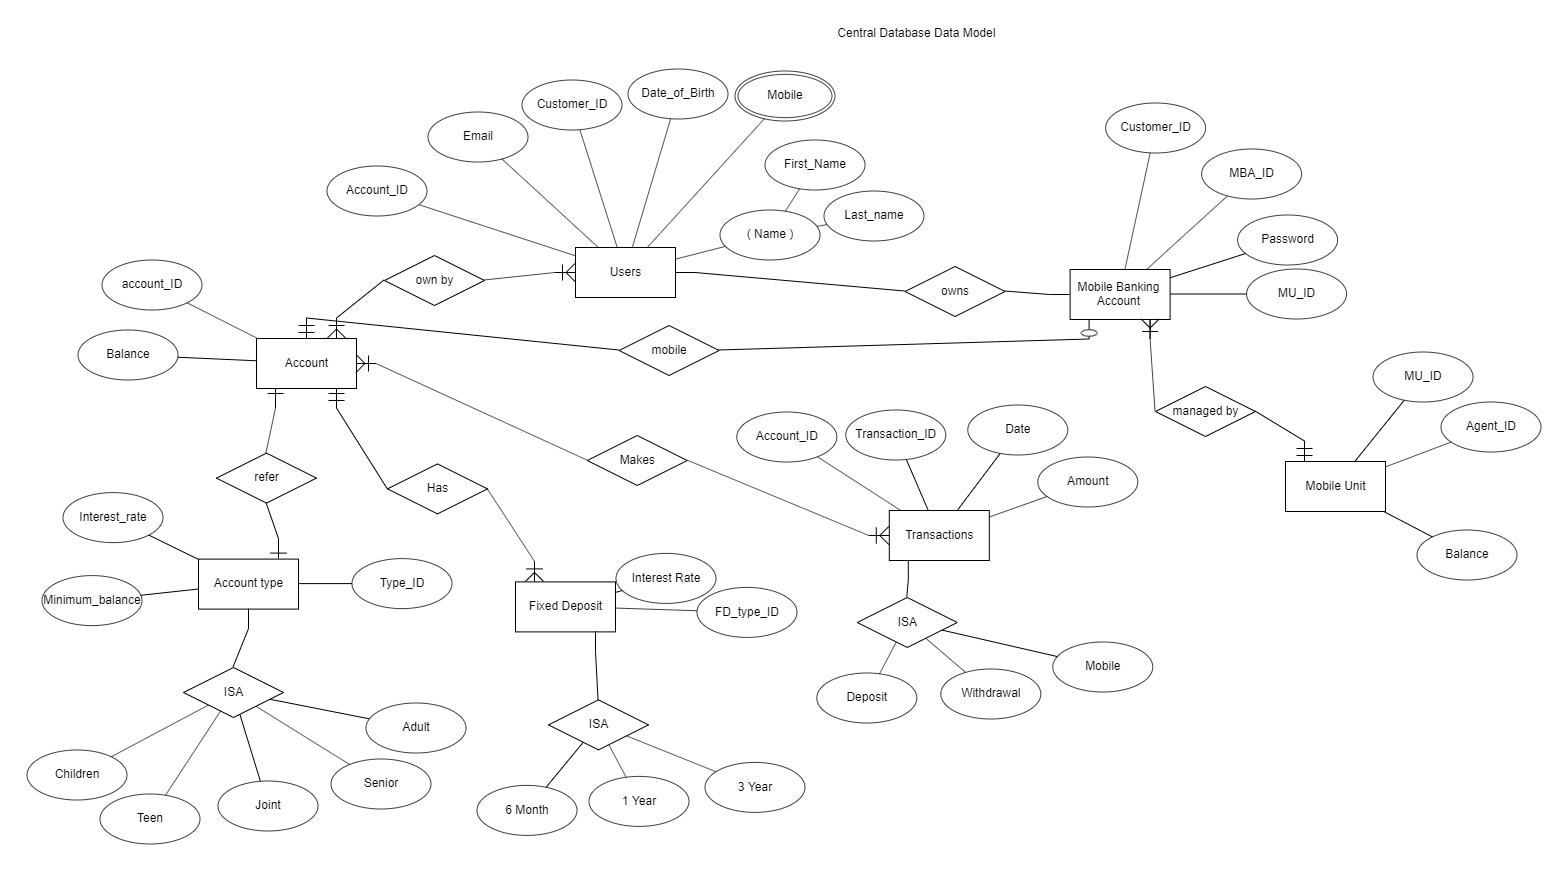 Central Database Data Model
Date_of_Birth
Mobile
Customer_ID
Email
Customer_ID
First_Name
MBA_ID
Account_ID
Last_name
( Name )
Password
Users
own by
account_ID
owns
Mobile Banking
Account
MU_ID
mobile
Balance
Account
MU_ID
managed by
Agent_ID
Date
Transaction_ID
Account_ID
Makes
refer
Has
Amount
Mobile Unit
Interest_rate
Transactions
Balance
Interest Rate
Account type
Type_ID
Minimum_balance
Fixed Deposit
FD_type_ID
ISA
Mobile
ISA
Withdrawal
Deposit
ISA
Adult
Children
Senior
3 Year
1 Year
Joint
6 Month
Teen